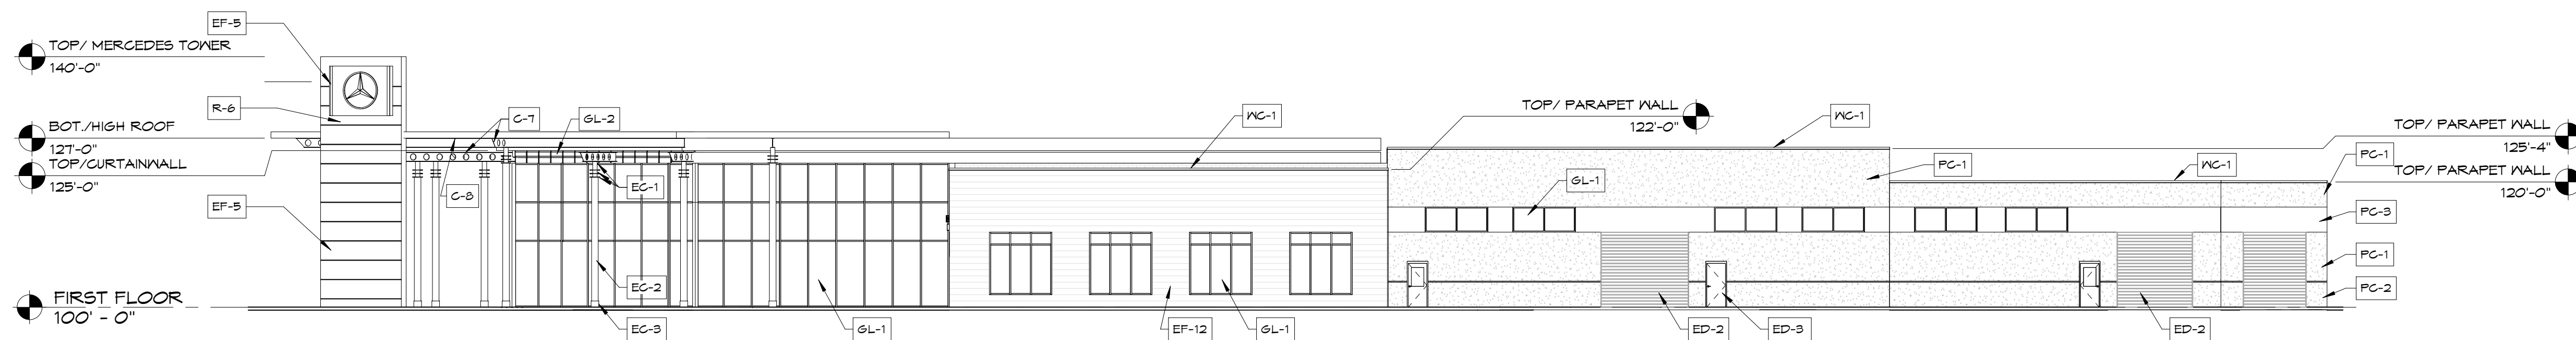 EF-5
TOP/ MERCEDES TOWER
140'-0"
R-6
BOT./HIGH ROOF
127'-0"
TOP/CURTAINWALL
125'-0"
EF-5
FIRST FLOOR
100' - 0"
C-7
GL-2
C-8
EC-1
EC-2
EC-3
GL-1
WC-1
EF-12
GL-1
TOP/ PARAPET WALL
122'-0"
WC-1
PC-1
GL-1
ED-2
ED-3
WC-1
ED-2
TOP/ PARAPET WALL
125'-4"
PC-1
TOP/ PARAPET WALL
120'-0"
PC-3
PC-1
PC-2